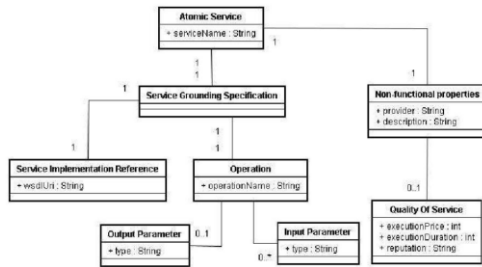 Atomic Service
+ serviceName : String
1
1
1
1
1
1
Service Grounding Specification
Non-functional properties
+ provider : String
+ description : String
1
1
1
Service Implementation Reference
+ wsdlUri : String
Operation
+ operationName : String
0..1
Quality Of Service
+ executionPrice : int
+ executionDuration : int
+ reputation : String
Output Parameter
+ type : String
0..1
Input Parameter
+ type : String
0..*